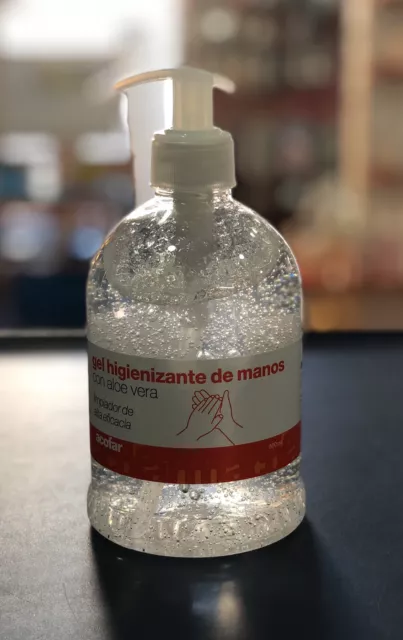 gel higienizante de manos
con aloe vera
limpiador de
alta eficacia
acofar